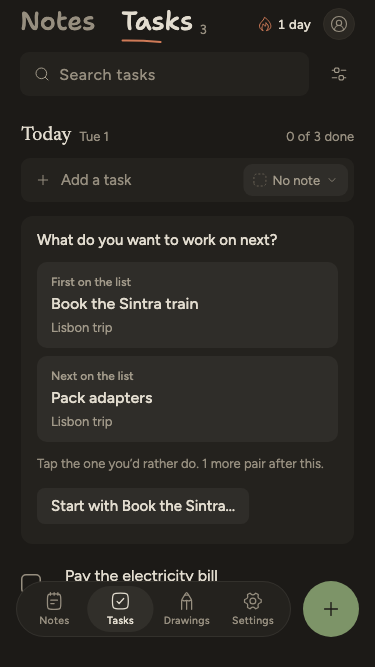 Notes Tasks 3 1 day
Search tasks
Today Tue 1 0 of 3 done
Add a task No note
What do you want to work on next?
First on the list
Book the Sintra train
Lisbon trip
Next on the list
Pack adapters
Lisbon trip
Tap the one you’d rather do. 1 more pair after this.
Start with Book the Sintra...
Pay the electricity bill
Notes Tasks Drawings Settings